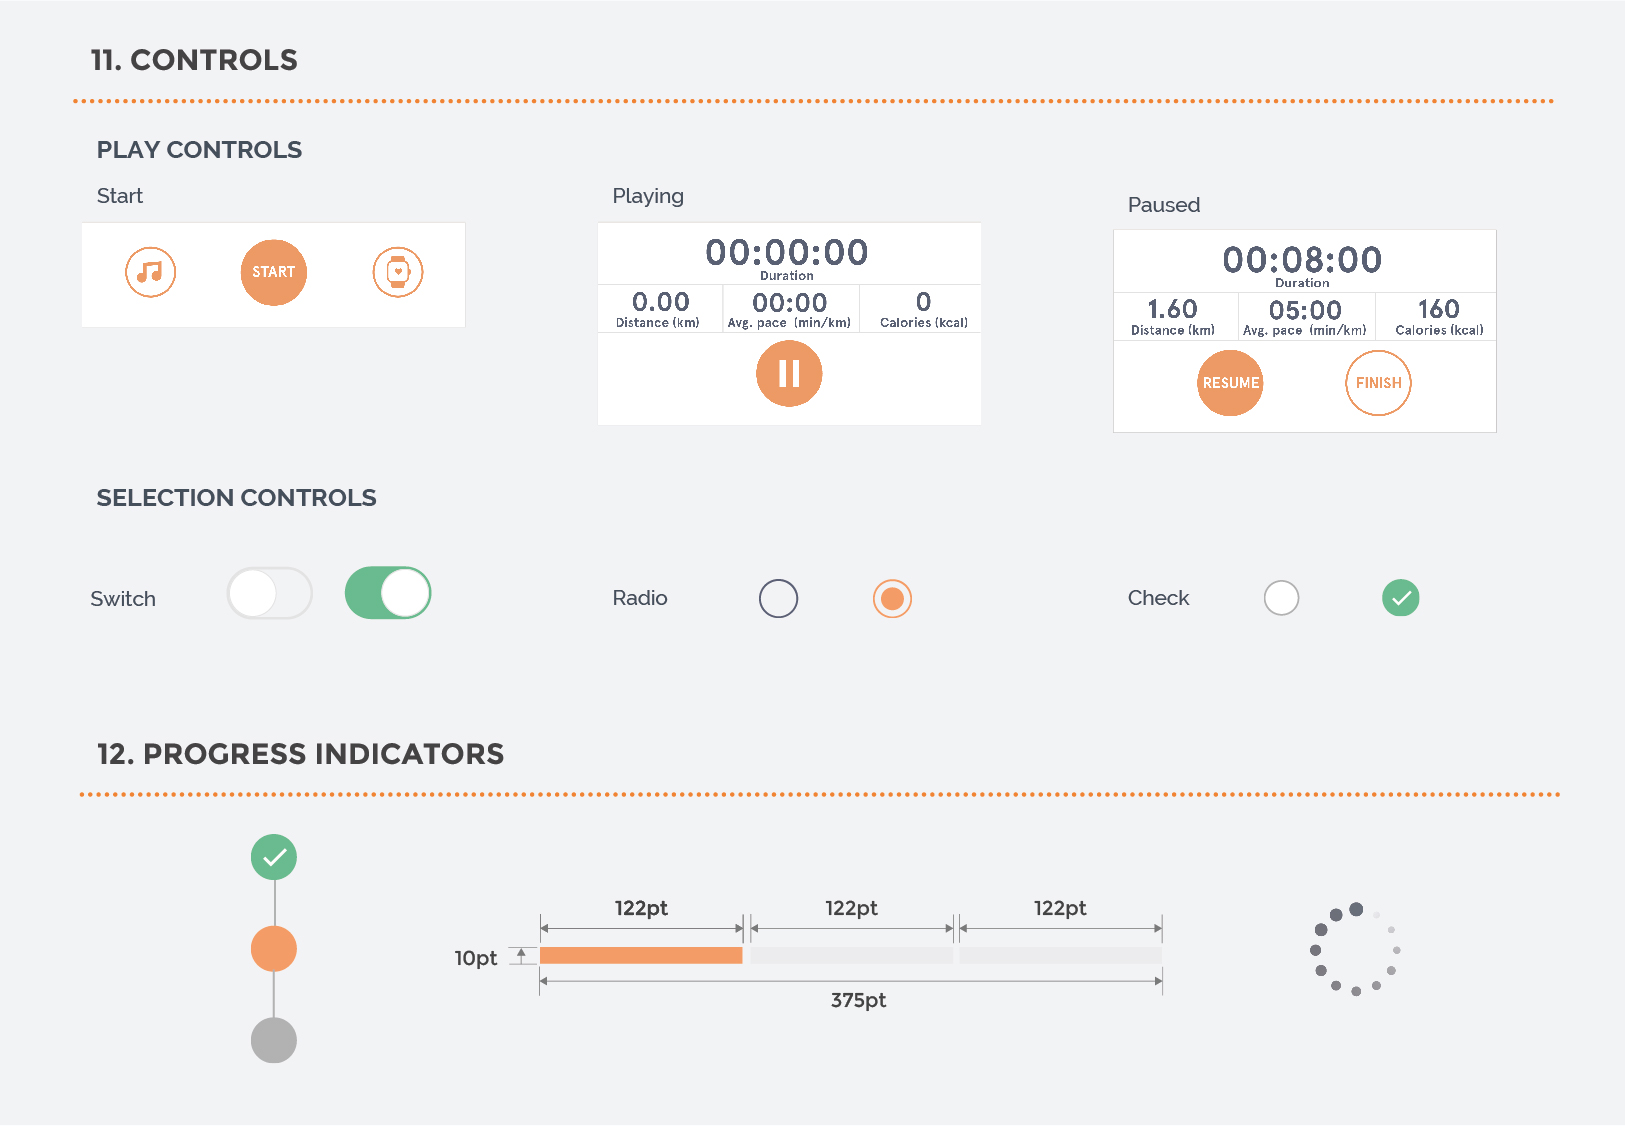 11. CONTROLS
PLAY CONTROLS
Start
START
Playing
00:00:00
Duration
0.00
Distance (km)
00:00
Avg. pace (min/km)
0
Calories (kcal)
Paused
00:08:00
Duration
1.60
Distance (km)
05:00
Avg. pace (min/km)
160
Calories (kcal)
RESUME
FINISH
SELECTION CONTROLS
Switch
Radio
Check
12. PROGRESS INDICATORS
122pt
122pt
122pt
10pt
375pt